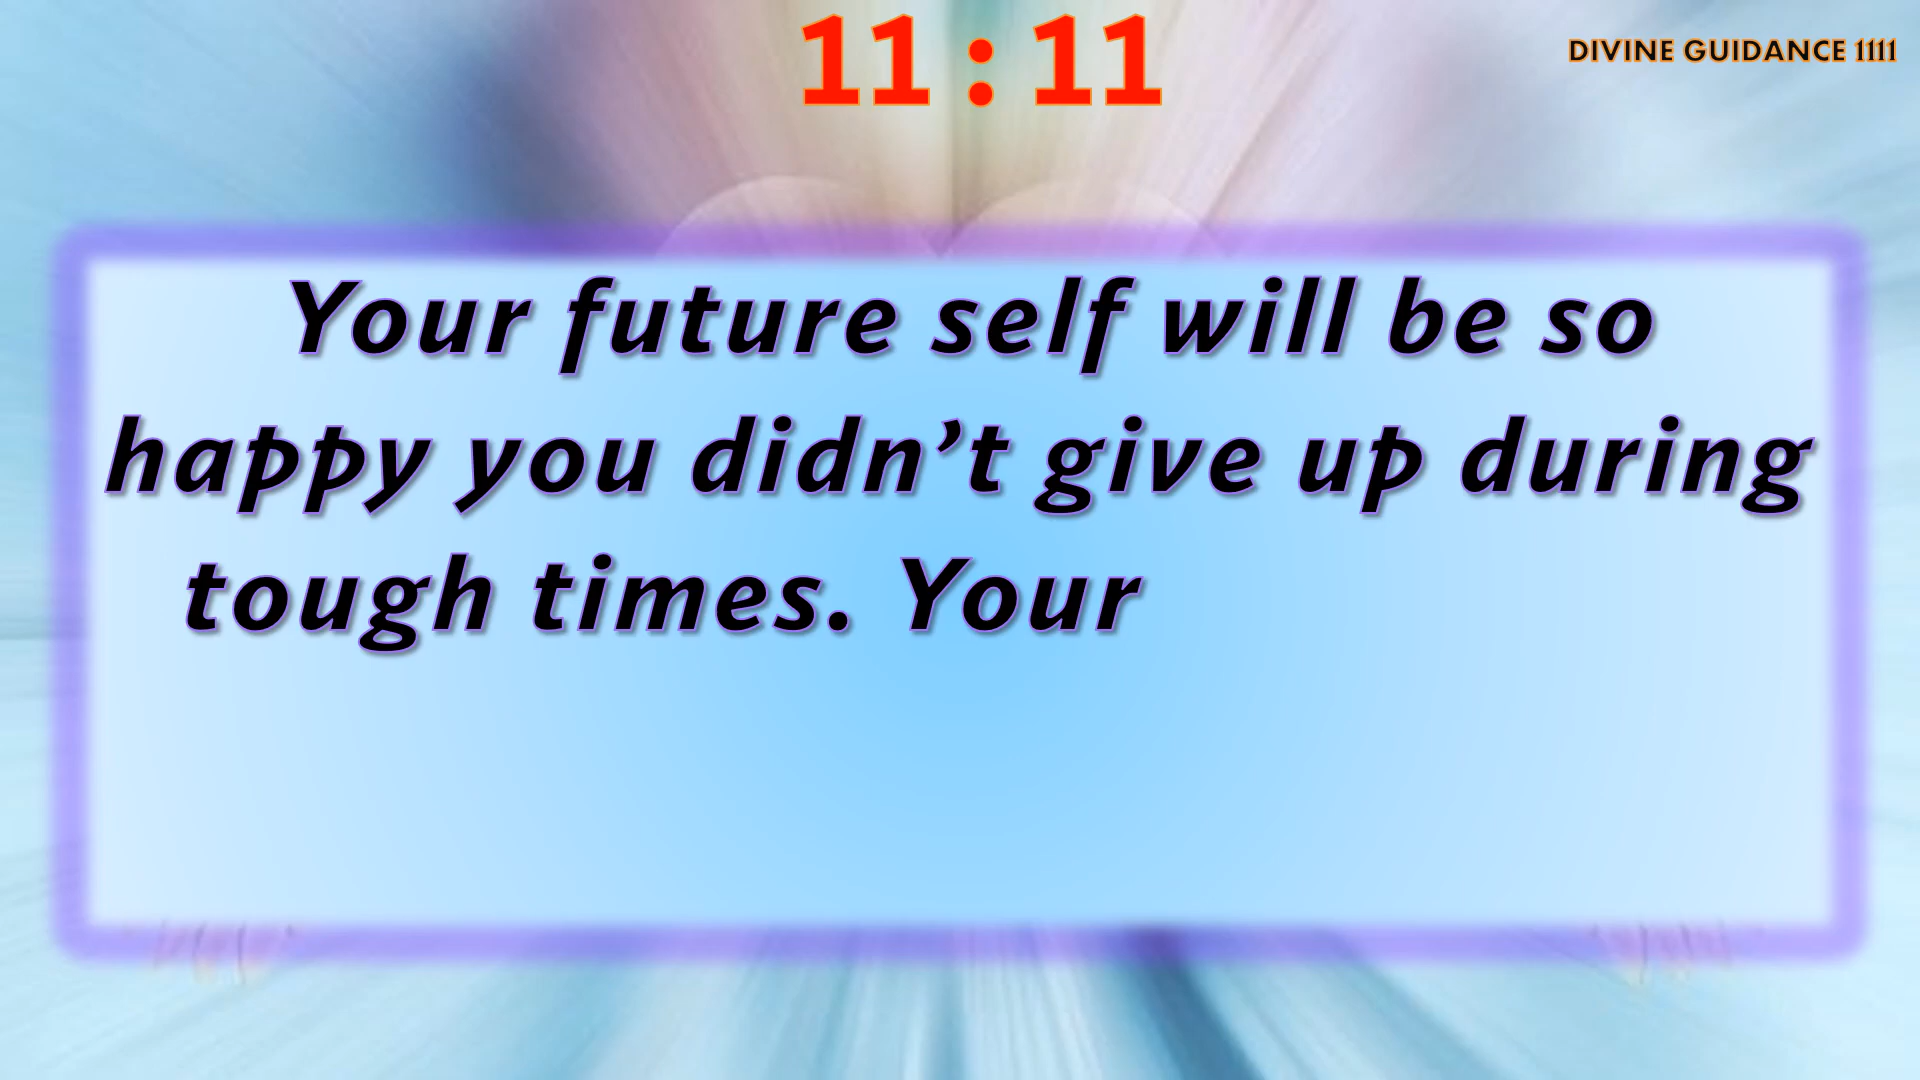 11:11
DIVINE GUIDANCE 1111
Your future self will be so
happy you didn’t give up during
tough times. Your